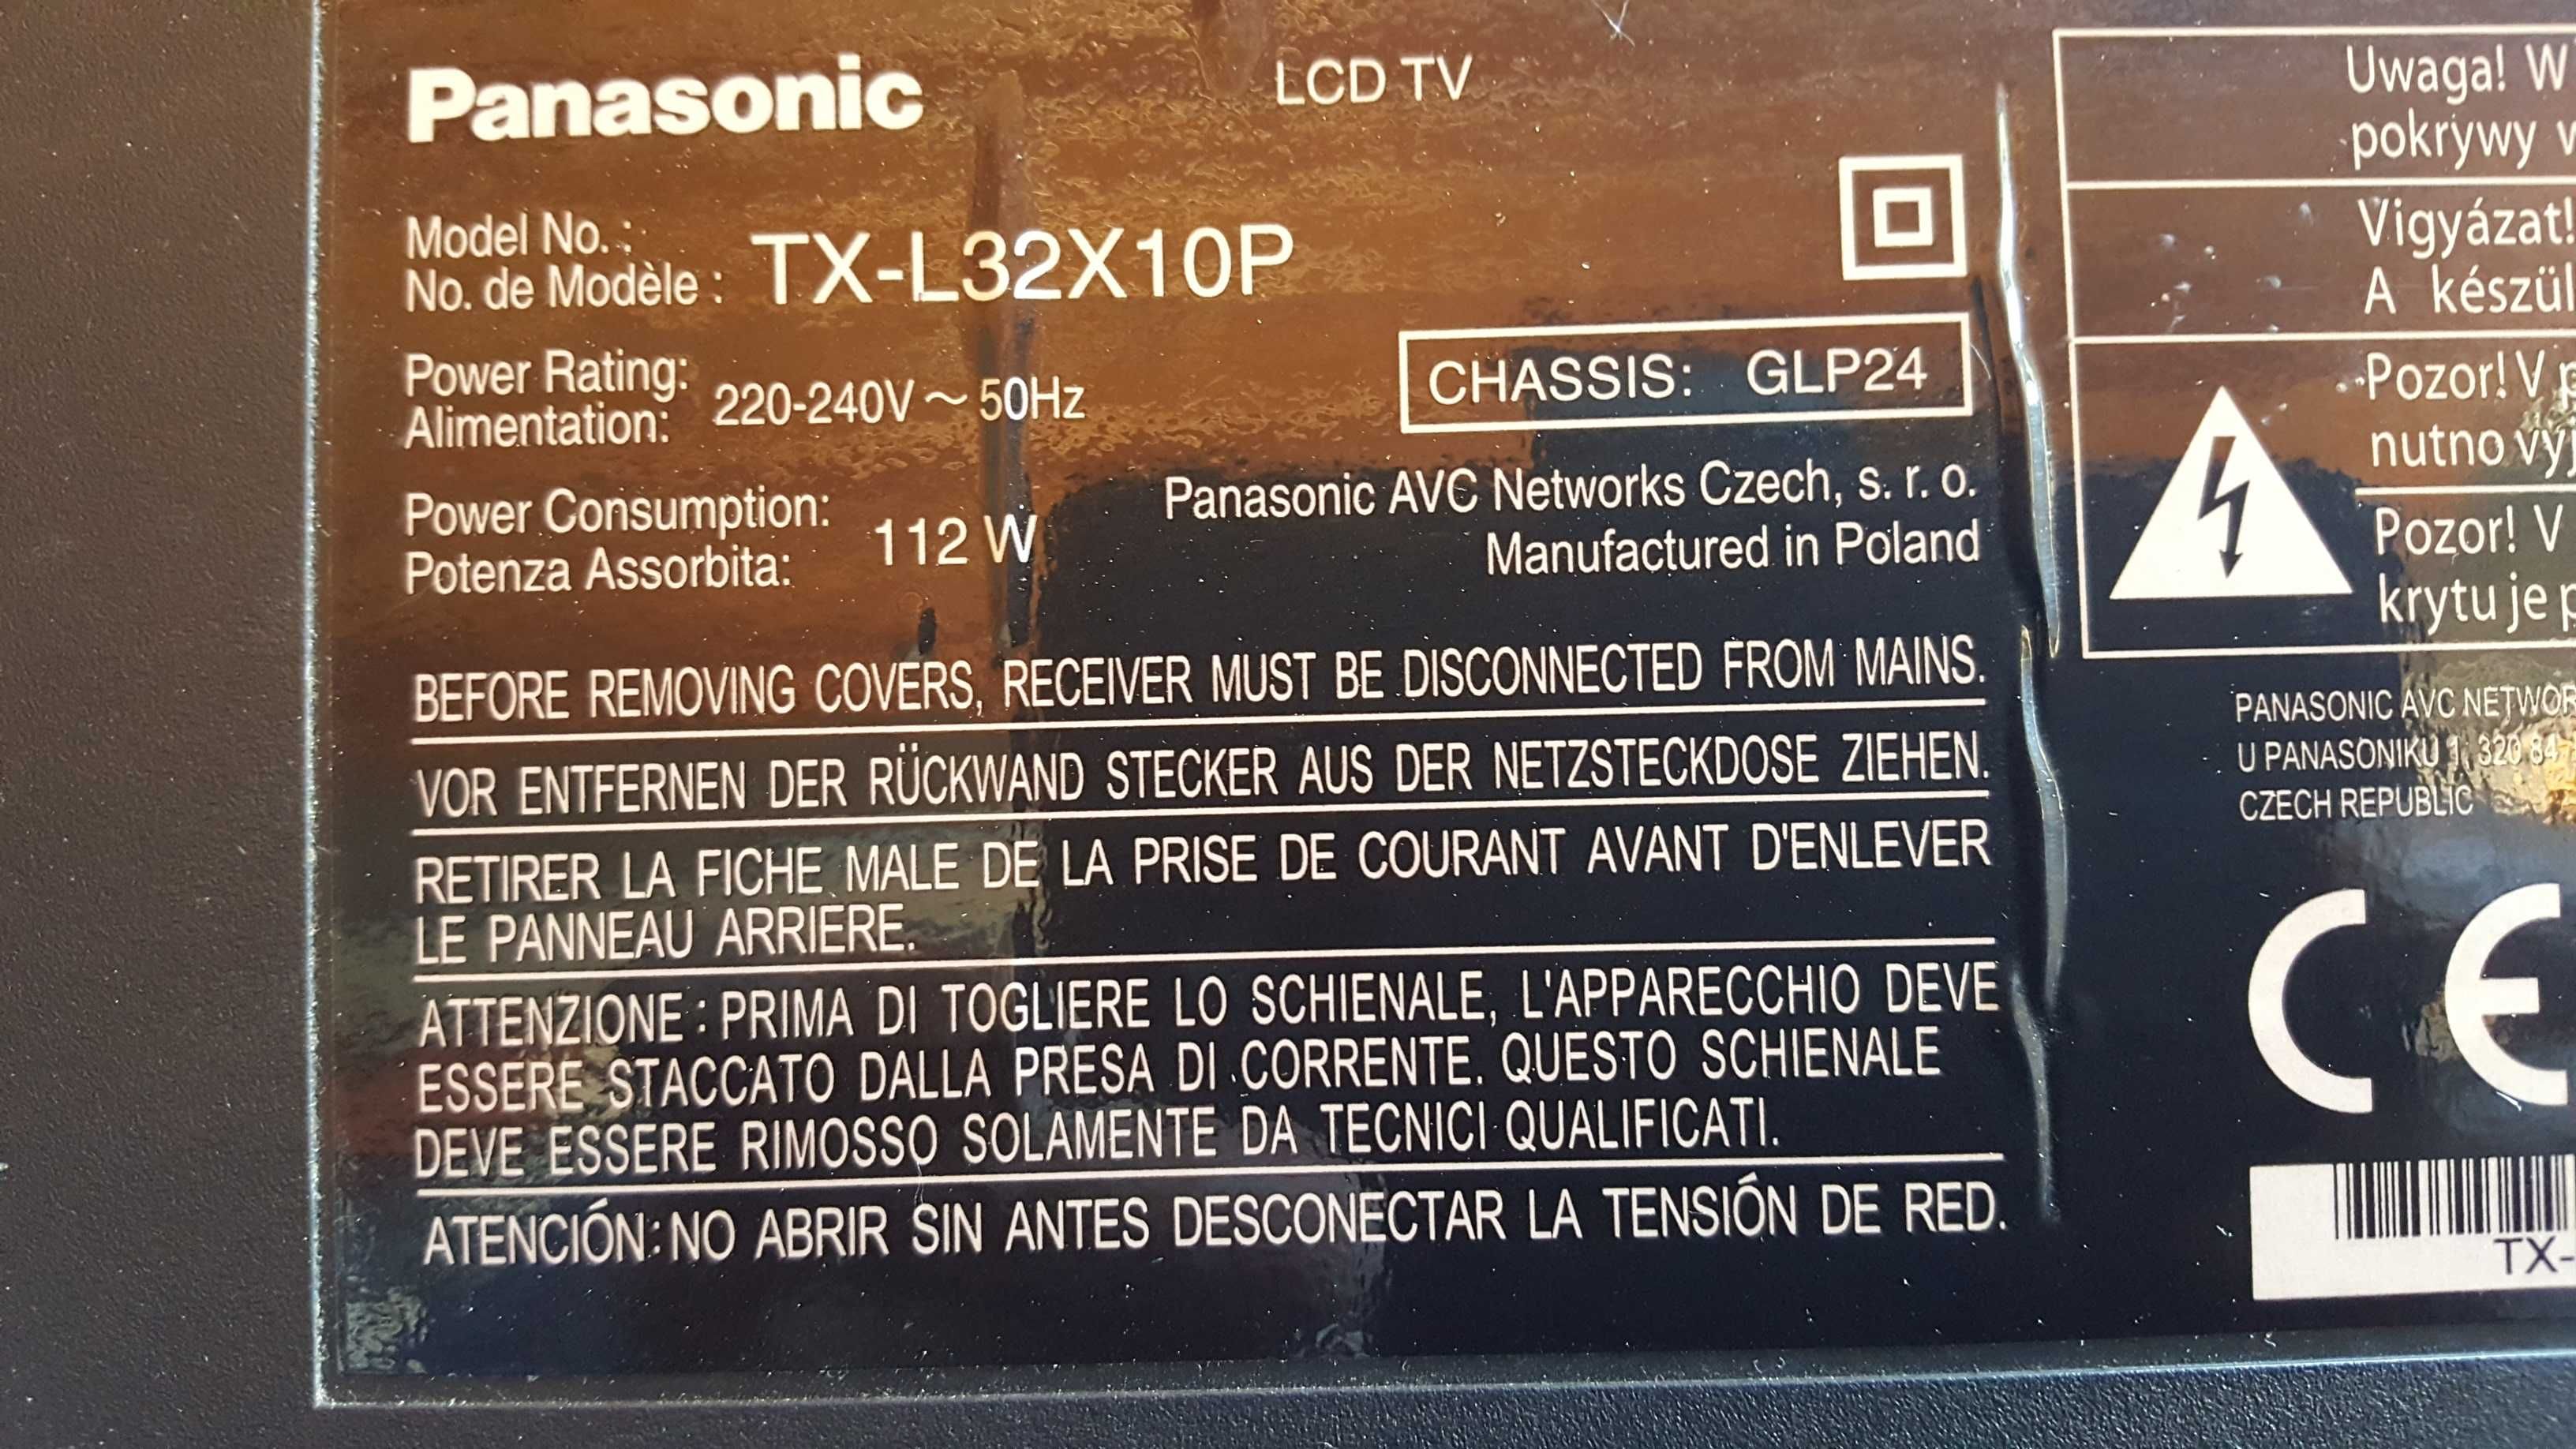 Panasonic
LCD TV
Model No. :
No. de Modèle :
TX-L32X10P
Power Rating:
Alimentation:
220-240V ~ 50Hz
CHASSIS: GLP24
Power Consumption:
Potenza Assorbita:
112 W
Panasonic AVC Networks Czech, s. r. o.
Manufactured in Poland
BEFORE REMOVING COVERS, RECEIVER MUST BE DISCONNECTED FROM MAINS.
VOR ENTFERNEN DER RÜCKWAND STECKER AUS DER NETZSTECKDOSE ZIEHEN.
RETIRER LA FICHE MALE DE LA PRISE DE COURANT AVANT D'ENLEVER
LE PANNEAU ARRIERE.
ATTENZIONE : PRIMA DI TOGLIERE LO SCHIENALE, L'APPARECCHIO DEVE
ESSERE STACCATO DALLA PRESA DI CORRENTE. QUESTO SCHIENALE
DEVE ESSERE RIMOSSO SOLAMENTE DA TECNICI QUALIFICATI.
ATENCIÓN: NO ABRIR SIN ANTES DESCONECTAR LA TENSIÓN DE RED.
Uwaga! W
pokrywy
Vigyázat!
A
Pozor! V
nutno
Pozor! V
krytu je
PANASONIC AVC
U PANASONIKU 1, 320 84
CZECH REPUBLIC
CE
TX-